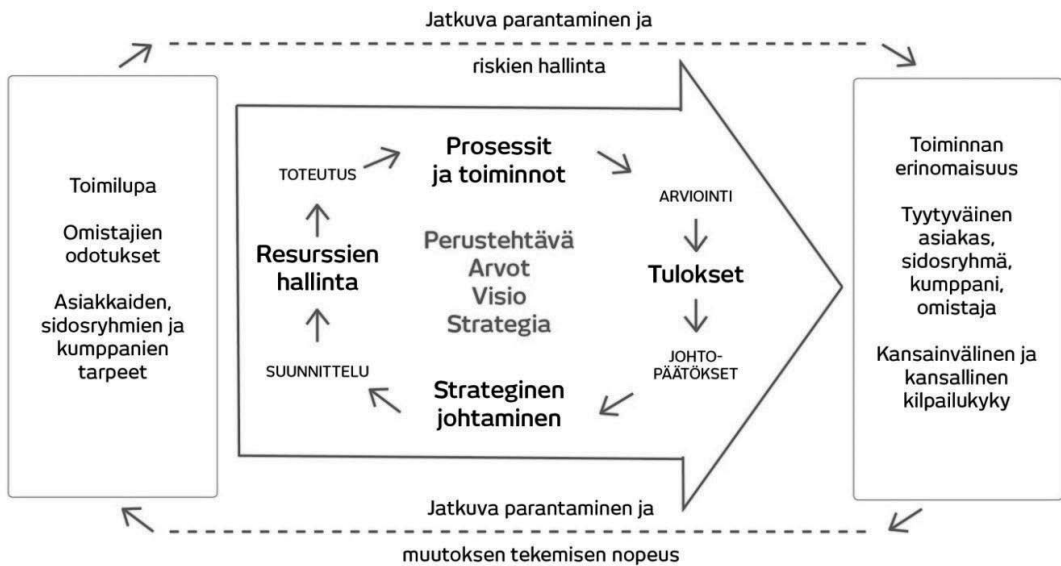 Jatkuva parantaminen ja
riskien hallinta
Toimilupa
Omistajien
odotukset
Asiakkaiden,
sidosryhmien ja
kumppanien
tarpeet
TOTEUTUS
Prosessit
ja toiminnot
ARVIOINTI
Resurssien
hallinta
Perustehtävä
Arvot
Visio
Strategia
Tulokset
SUUNNITTELU
Strateginen
johtaminen
JOHTO-
PÄÄTÖKSET
Toiminnan
erinomaisuus
Tyytyväinen
asiakas,
sidosryhmä,
kumppani,
omistaja
Kansainvälinen ja
kansallinen
kilpailukyky
Jatkuva parantaminen ja
muutoksen tekemisen nopeus